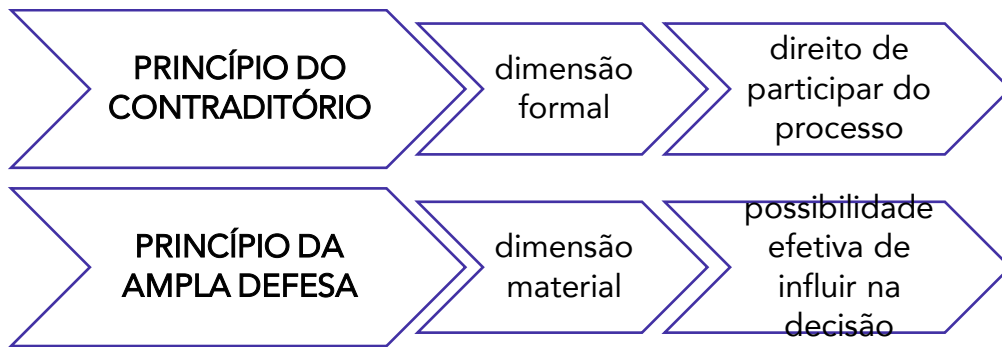 PRINCÍPIO DO
CONTRADITÓRIO
dimensão
formal
direito de
participar do
processo
PRINCÍPIO DA
AMPLA DEFESA
dimensão
material
possibilidade
efetiva de
influir na
decisão